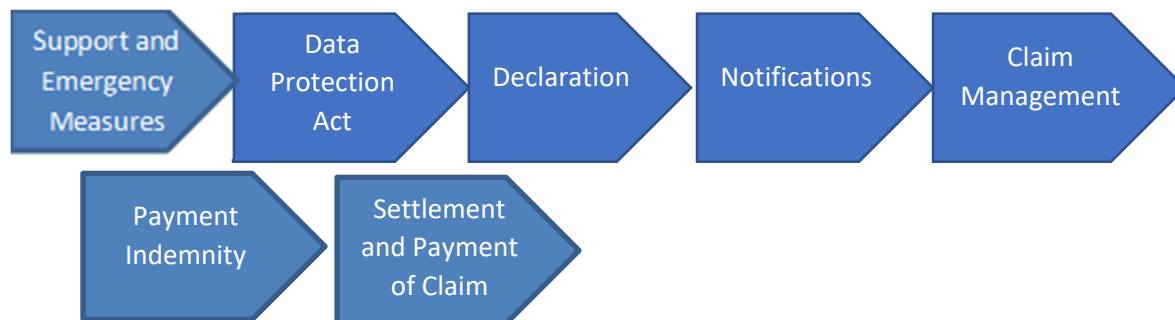 Support and
Emergency
Measures
Data
Protection
Act
Declaration
Notifications
Claim
Management
Payment
Indemnity
Settlement
and Payment
of Claim